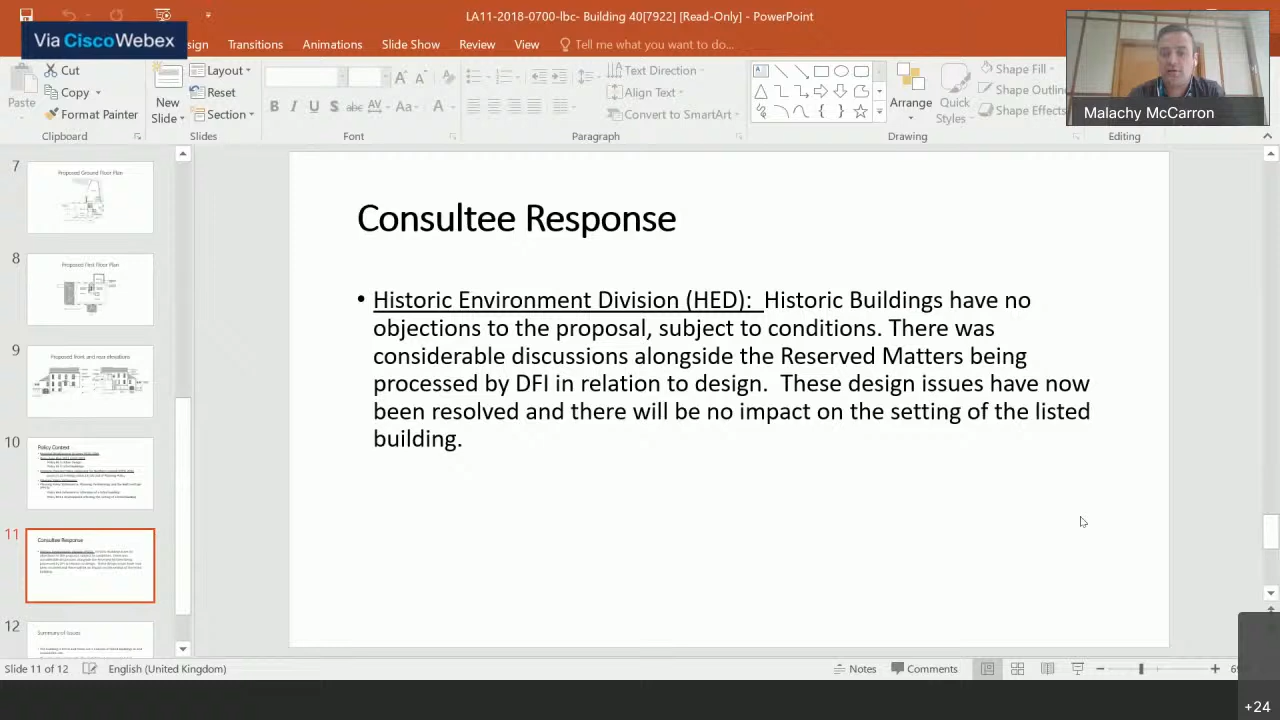 LA11-2018-0700-lbc- Building 40[7922] [Read-Only] - PowerPoint
Via CiscoWebex
sign Transitions Animations Slide Show Review View Tell me what you want to do...
Paste
Cut
Copy
Format Painter
Clipboard
New Slide
Layout
Reset
Section
Slides
Font
Text Direction
Align Text
Convert to SmartArt
Paragraph
Arrange
Quick Styles
Shape Fill
Shape Outline
Shape Effects
Drawing
Editing
Malachy McCarron
7
Proposed Ground Floor Plan
8
Proposed First Floor Plan
9
Proposed front and rear elevations
10
Policy Context
11
Consultee Response
12
Summary of Issues
Consultee Response
• Historic Environment Division (HED): Historic Buildings have no
objections to the proposal, subject to conditions. There was
considerable discussions alongside the Reserved Matters being
processed by DFI in relation to design. These design issues have now
been resolved and there will be no impact on the setting of the listed
building.
Slide 11 of 12 English (United Kingdom) Notes Comments
+24